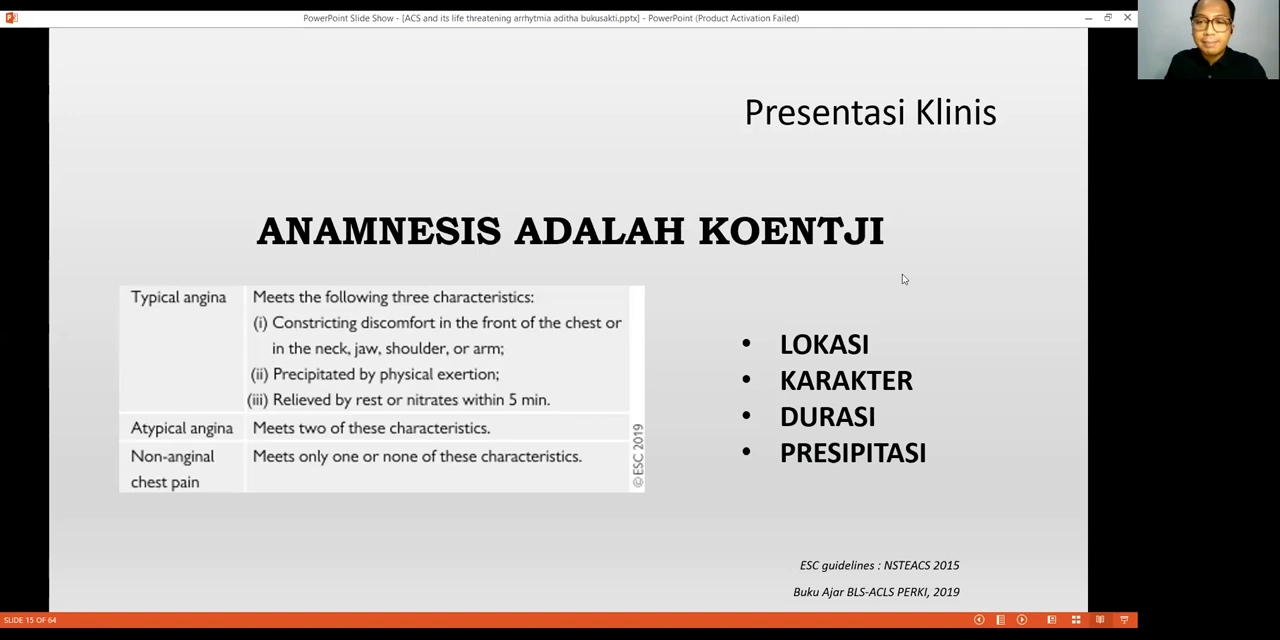 PowerPoint Slide Show - [ACS and its life threatening arrhytmia aditha bukusakti.pptx] - PowerPoint (Product Activation Failed)
Presentasi Klinis
ANAMNESIS ADALAH KOENTJI
Typical angina Meets the following three characteristics:
(i) Constricting discomfort in the front of the chest or
in the neck, jaw, shoulder, or arm;
(ii) Precipitated by physical exertion;
(iii) Relieved by rest or nitrates within 5 min.
Atypical angina Meets two of these characteristics.
Non-anginal Meets only one or none of these characteristics.
chest pain
©ESC 2019
• LOKASI
• KARAKTER
• DURASI
• PRESIPITASI
ESC guidelines : NSTEACS 2015
Buku Ajar BLS-ACLS PERKI, 2019
SLIDE 15 OF 64